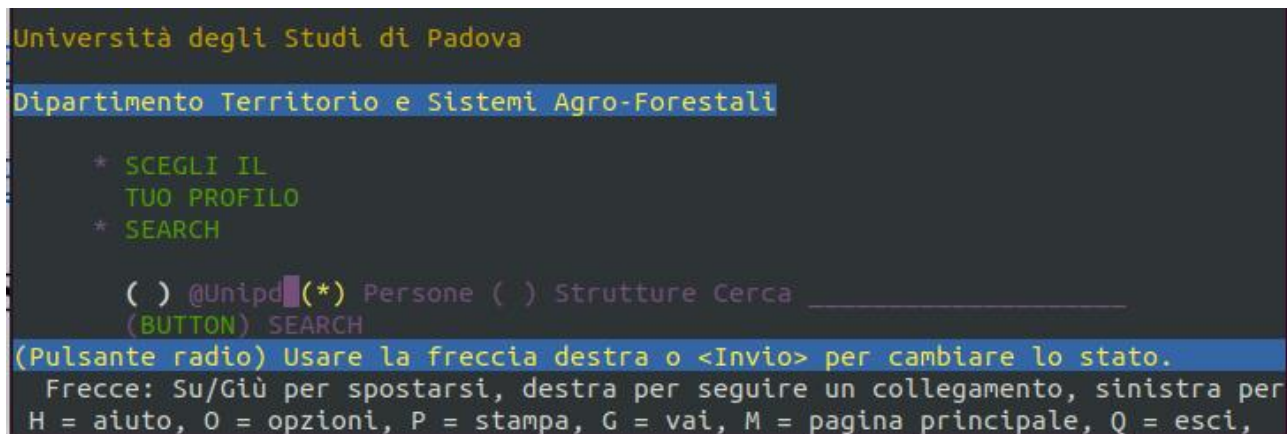 Università degli Studi di Padova
Dipartimento Territorio e Sistemi Agro-Forestali
* SCEGLI IL
TUO PROFILO
* SEARCH
( ) @Unipd (*) Persone ( ) Strutture Cerca ____________________
(BUTTON) SEARCH
(Pulsante radio) Usare la freccia destra o <Invio> per cambiare lo stato.
Frecce: Su/Giù per spostarsi, destra per seguire un collegamento, sinistra per
H = aiuto, O = opzioni, P = stampa, G = vai, M = pagina principale, Q = esci,